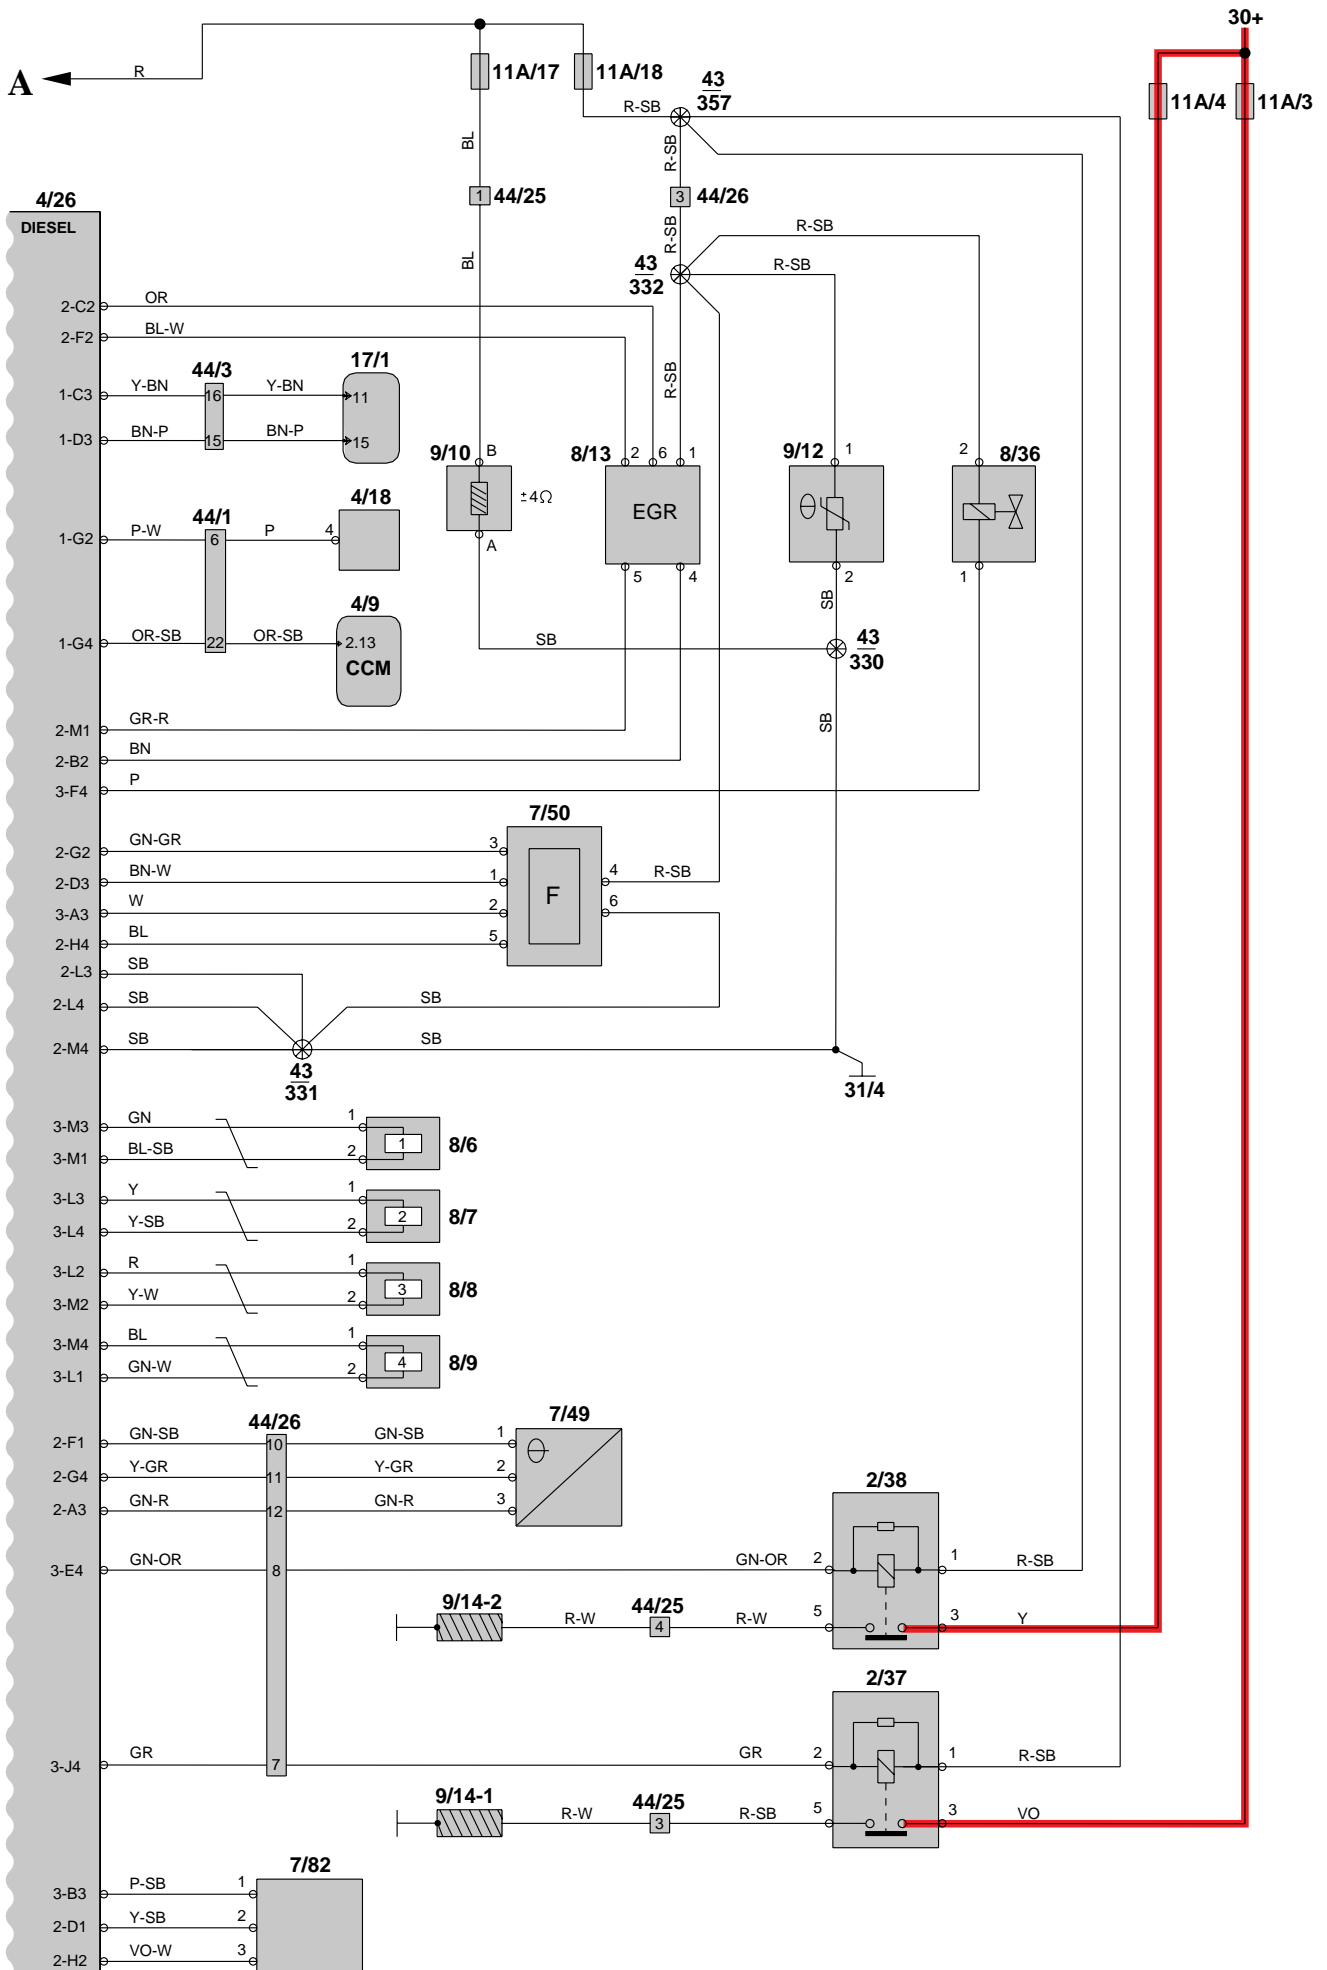 30+
A R 11A/17 11A/18 43 357 R-SB 11A/4 11A/3
BL R-SB
1 44/25 3 44/26
4/26
DIESEL
BL R-SB R-SB
43 332 R-SB
2-C2 OR
2-F2 BL-W
44/3 17/1
1-C3 Y-BN 16 Y-BN 11 R-SB
1-D3 BN-P 15 BN-P 15
9/10 B 8/13 2 6 1 9/12 1 2 8/36
±4Ω EGR
4/18
44/1
1-G2 P-W 6 P 4
A 5 4 2 1
SB
4/9
1-G4 OR-SB 22 OR-SB 2.13 SB 43 330
CCM
2-M1 GR-R SB
2-B2 BN
3-F4 P
7/50
2-G2 GN-GR 3
2-D3 BN-W 1 F 4 R-SB
3-A3 W 2 6
2-H4 BL 5
2-L3 SB
2-L4 SB SB
2-M4 SB SB
43 331 31/4
3-M3 GN 1
1 8/6
3-M1 BL-SB 2
3-L3 Y 1
2 8/7
3-L4 Y-SB 2
3-L2 R 1
3 8/8
3-M2 Y-W 2
3-M4 BL 1
4 8/9
3-L1 GN-W 2
44/26 7/49
2-F1 GN-SB 10 GN-SB 1
2-G4 Y-GR 11 Y-GR 2
2-A3 GN-R 12 GN-R 3
2/38
3-E4 GN-OR 8 GN-OR 2 1 R-SB
9/14-2 44/25
R-W 4 R-W 5 3 Y
2/37
3-J4 GR 7 GR 2 1 R-SB
9/14-1 44/25
R-W 3 R-SB 5 3 VO
7/82
3-B3 P-SB 1
2-D1 Y-SB 2
2-H2 VO-W 3